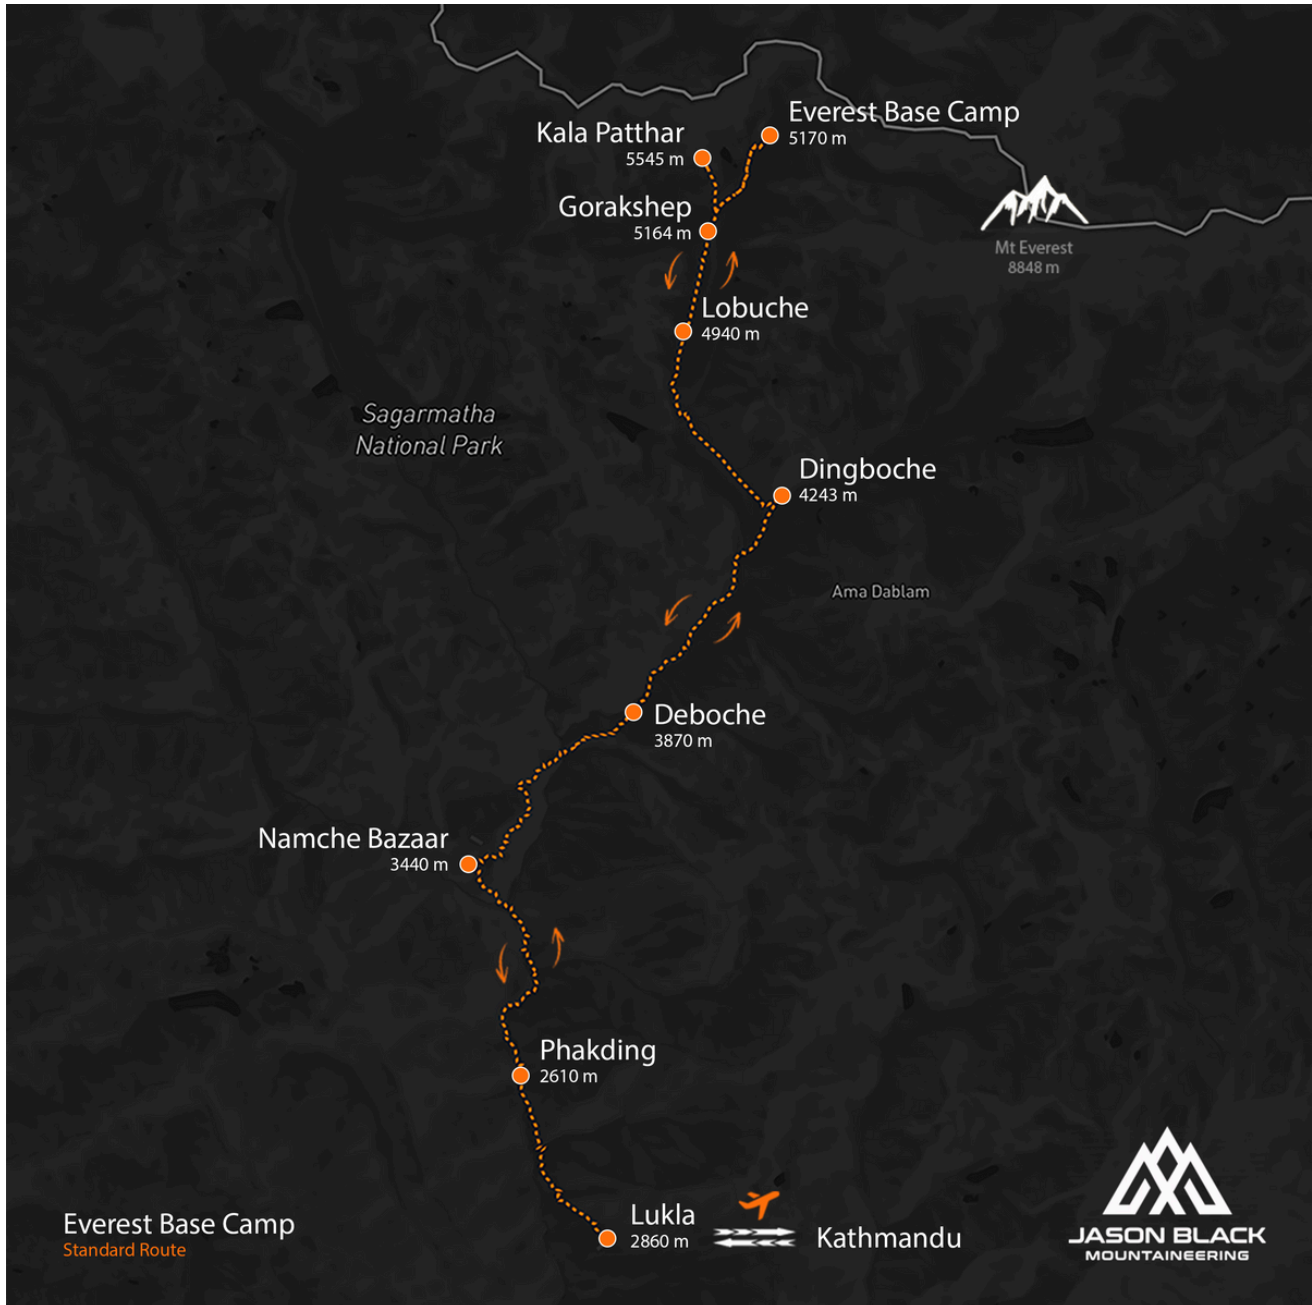 Everest Base Camp
5170 m
Kala Patthar
5545 m
Gorakshep
5164 m
Mt Everest
8848 m
Lobuche
4940 m
Sagarmatha
National Park
Dingboche
4243 m
Ama Dablam
Deboche
3870 m
Namche Bazaar
3440 m
Phakding
2610 m
Lukla
2860 m
Kathmandu
Everest Base Camp
Standard Route
JASON BLACK
MOUNTAINEERING